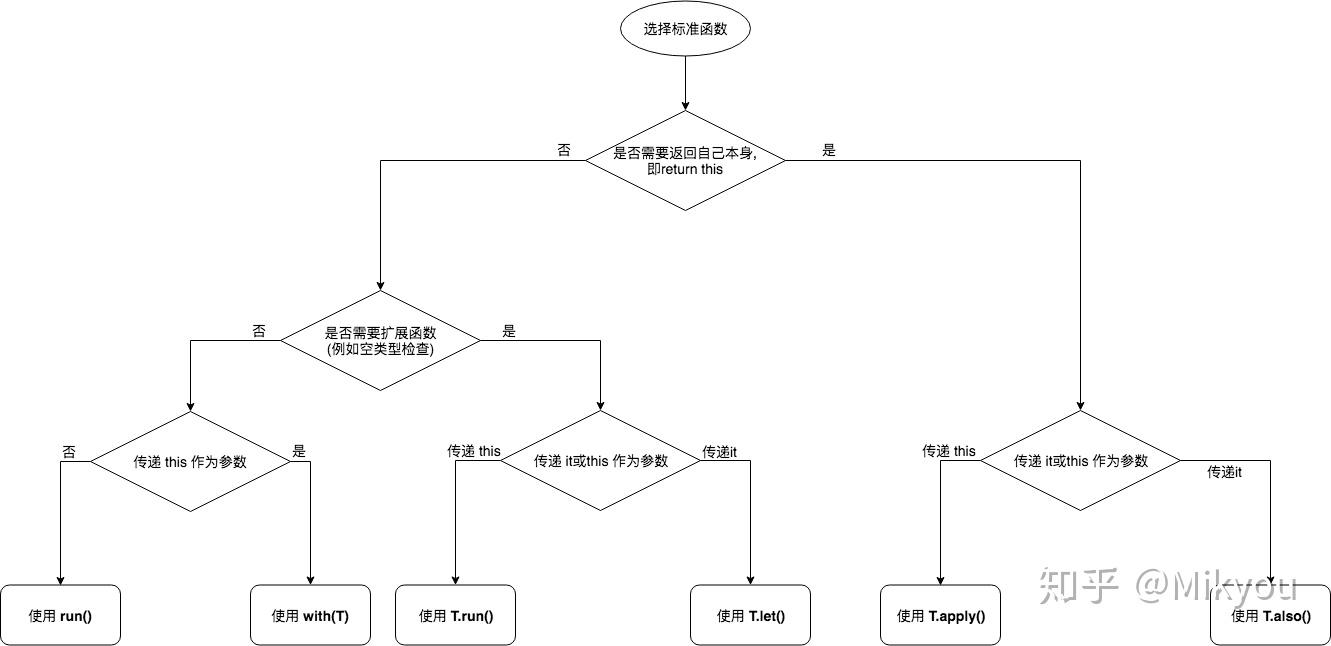 选择标准函数
否
是否需要返回自己本身,
即return this
是
否
是否需要扩展函数
(例如空类型检查)
是
否
传递 this 作为参数
是
传递 this
传递 it或this 作为参数
传递it
传递 this
传递 it或this 作为参数
传递it
使用 run()
使用 with(T)
使用 T.run()
使用 T.let()
使用 T.apply()
使用 T.also()
知乎 @Mikyou